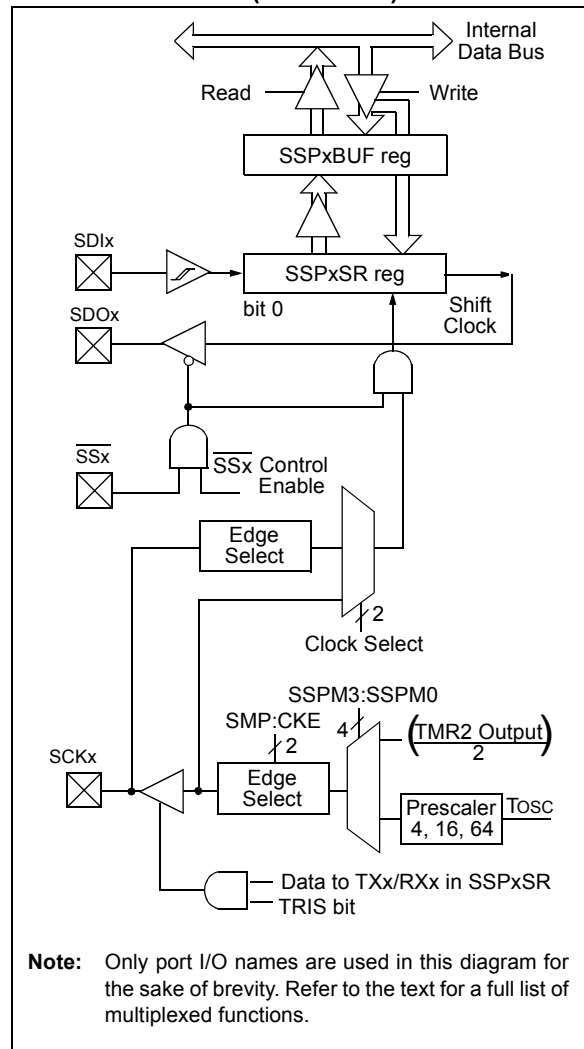 Internal
Data Bus
Read
Write
SSPxBUF reg
SDIx
SSPxSR reg
bit 0
Shift
Clock
SDOx
SSx
SSx Control
Enable
Edge
Select
2
Clock Select
SSPM3:SSPM0
SMP:CKE
4
2
(TMR2 Output)
2
SCKx
Edge
Select
Prescaler
4, 16, 64
TOSC
Data to TXx/RXx in SSPxSR
TRIS bit
Note: Only port I/O names are used in this diagram for
the sake of brevity. Refer to the text for a full list of
multiplexed functions.